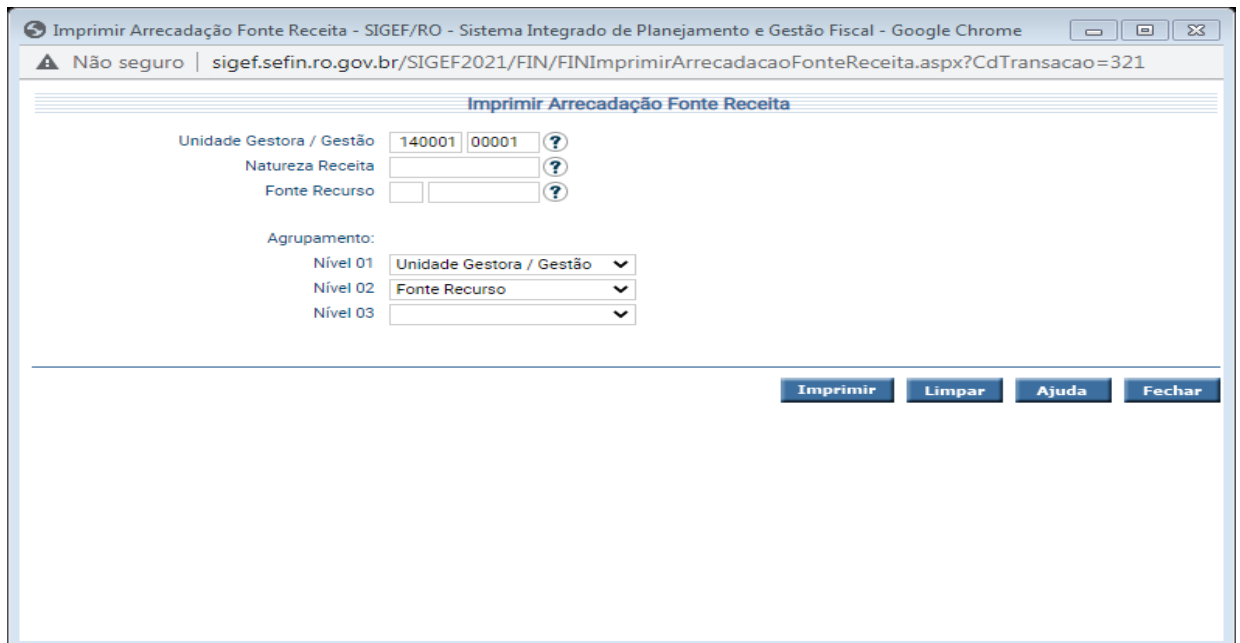 Imprimir Arrecadação Fonte Receita - SIGEF/RO - Sistema Integrado de Planejamento e Gestão Fiscal - Google Chrome
Não seguro | sigef.sefin.ro.gov.br/SIGEF2021/FIN/FINImprimirArrecadacaoFonteReceita.aspx?CdTransacao=321
Imprimir Arrecadação Fonte Receita
Unidade Gestora / Gestão 140001 00001 ?
Natureza Receita ?
Fonte Recurso ?
Agrupamento:
Nível 01 Unidade Gestora / Gestão
Nível 02 Fonte Recurso
Nível 03
Imprimir Limpar Ajuda Fechar